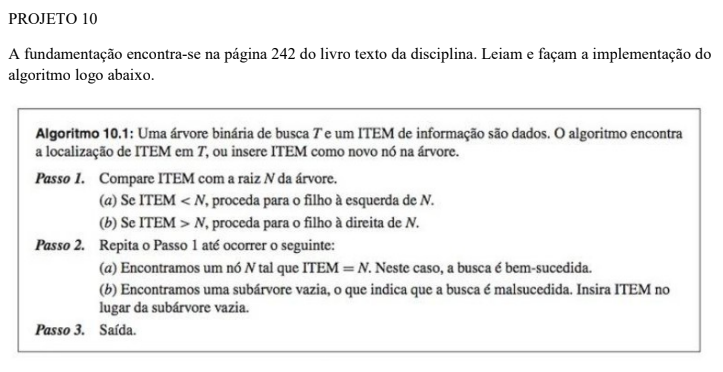 PROJETO 10
A fundamentação encontra-se na página 242 do livro texto da disciplina. Leiam e façam a implementação do
algoritmo logo abaixo.
Algoritmo 10.1: Uma árvore binária de busca T e um ITEM de informação são dados. O algoritmo encontra
a localização de ITEM em T, ou insere ITEM como novo nó na árvore.
Passo 1. Compare ITEM com a raiz N da árvore.
(a) Se ITEM < N, proceda para o filho à esquerda de N.
(b) Se ITEM > N, proceda para o filho à direita de N.
Passo 2. Repita o Passo 1 até ocorrer o seguinte:
(a) Encontramos um nó N tal que ITEM = N. Neste caso, a busca é bem-sucedida.
(b) Encontramos uma subárvore vazia, o que indica que a busca é malsucedida. Insira ITEM no
lugar da subárvore vazia.
Passo 3. Saída.